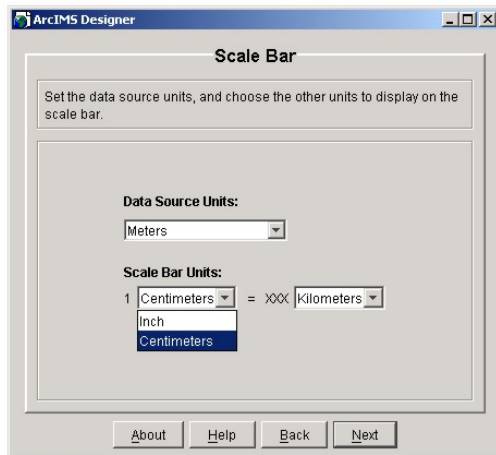 ArcIMS Designer
Scale Bar
Set the data source units, and choose the other units to display on the
scale bar.
Data Source Units:
Meters
Scale Bar Units:
1 Centimeters = XXX Kilometers
Inch
Centimeters
About Help Back Next